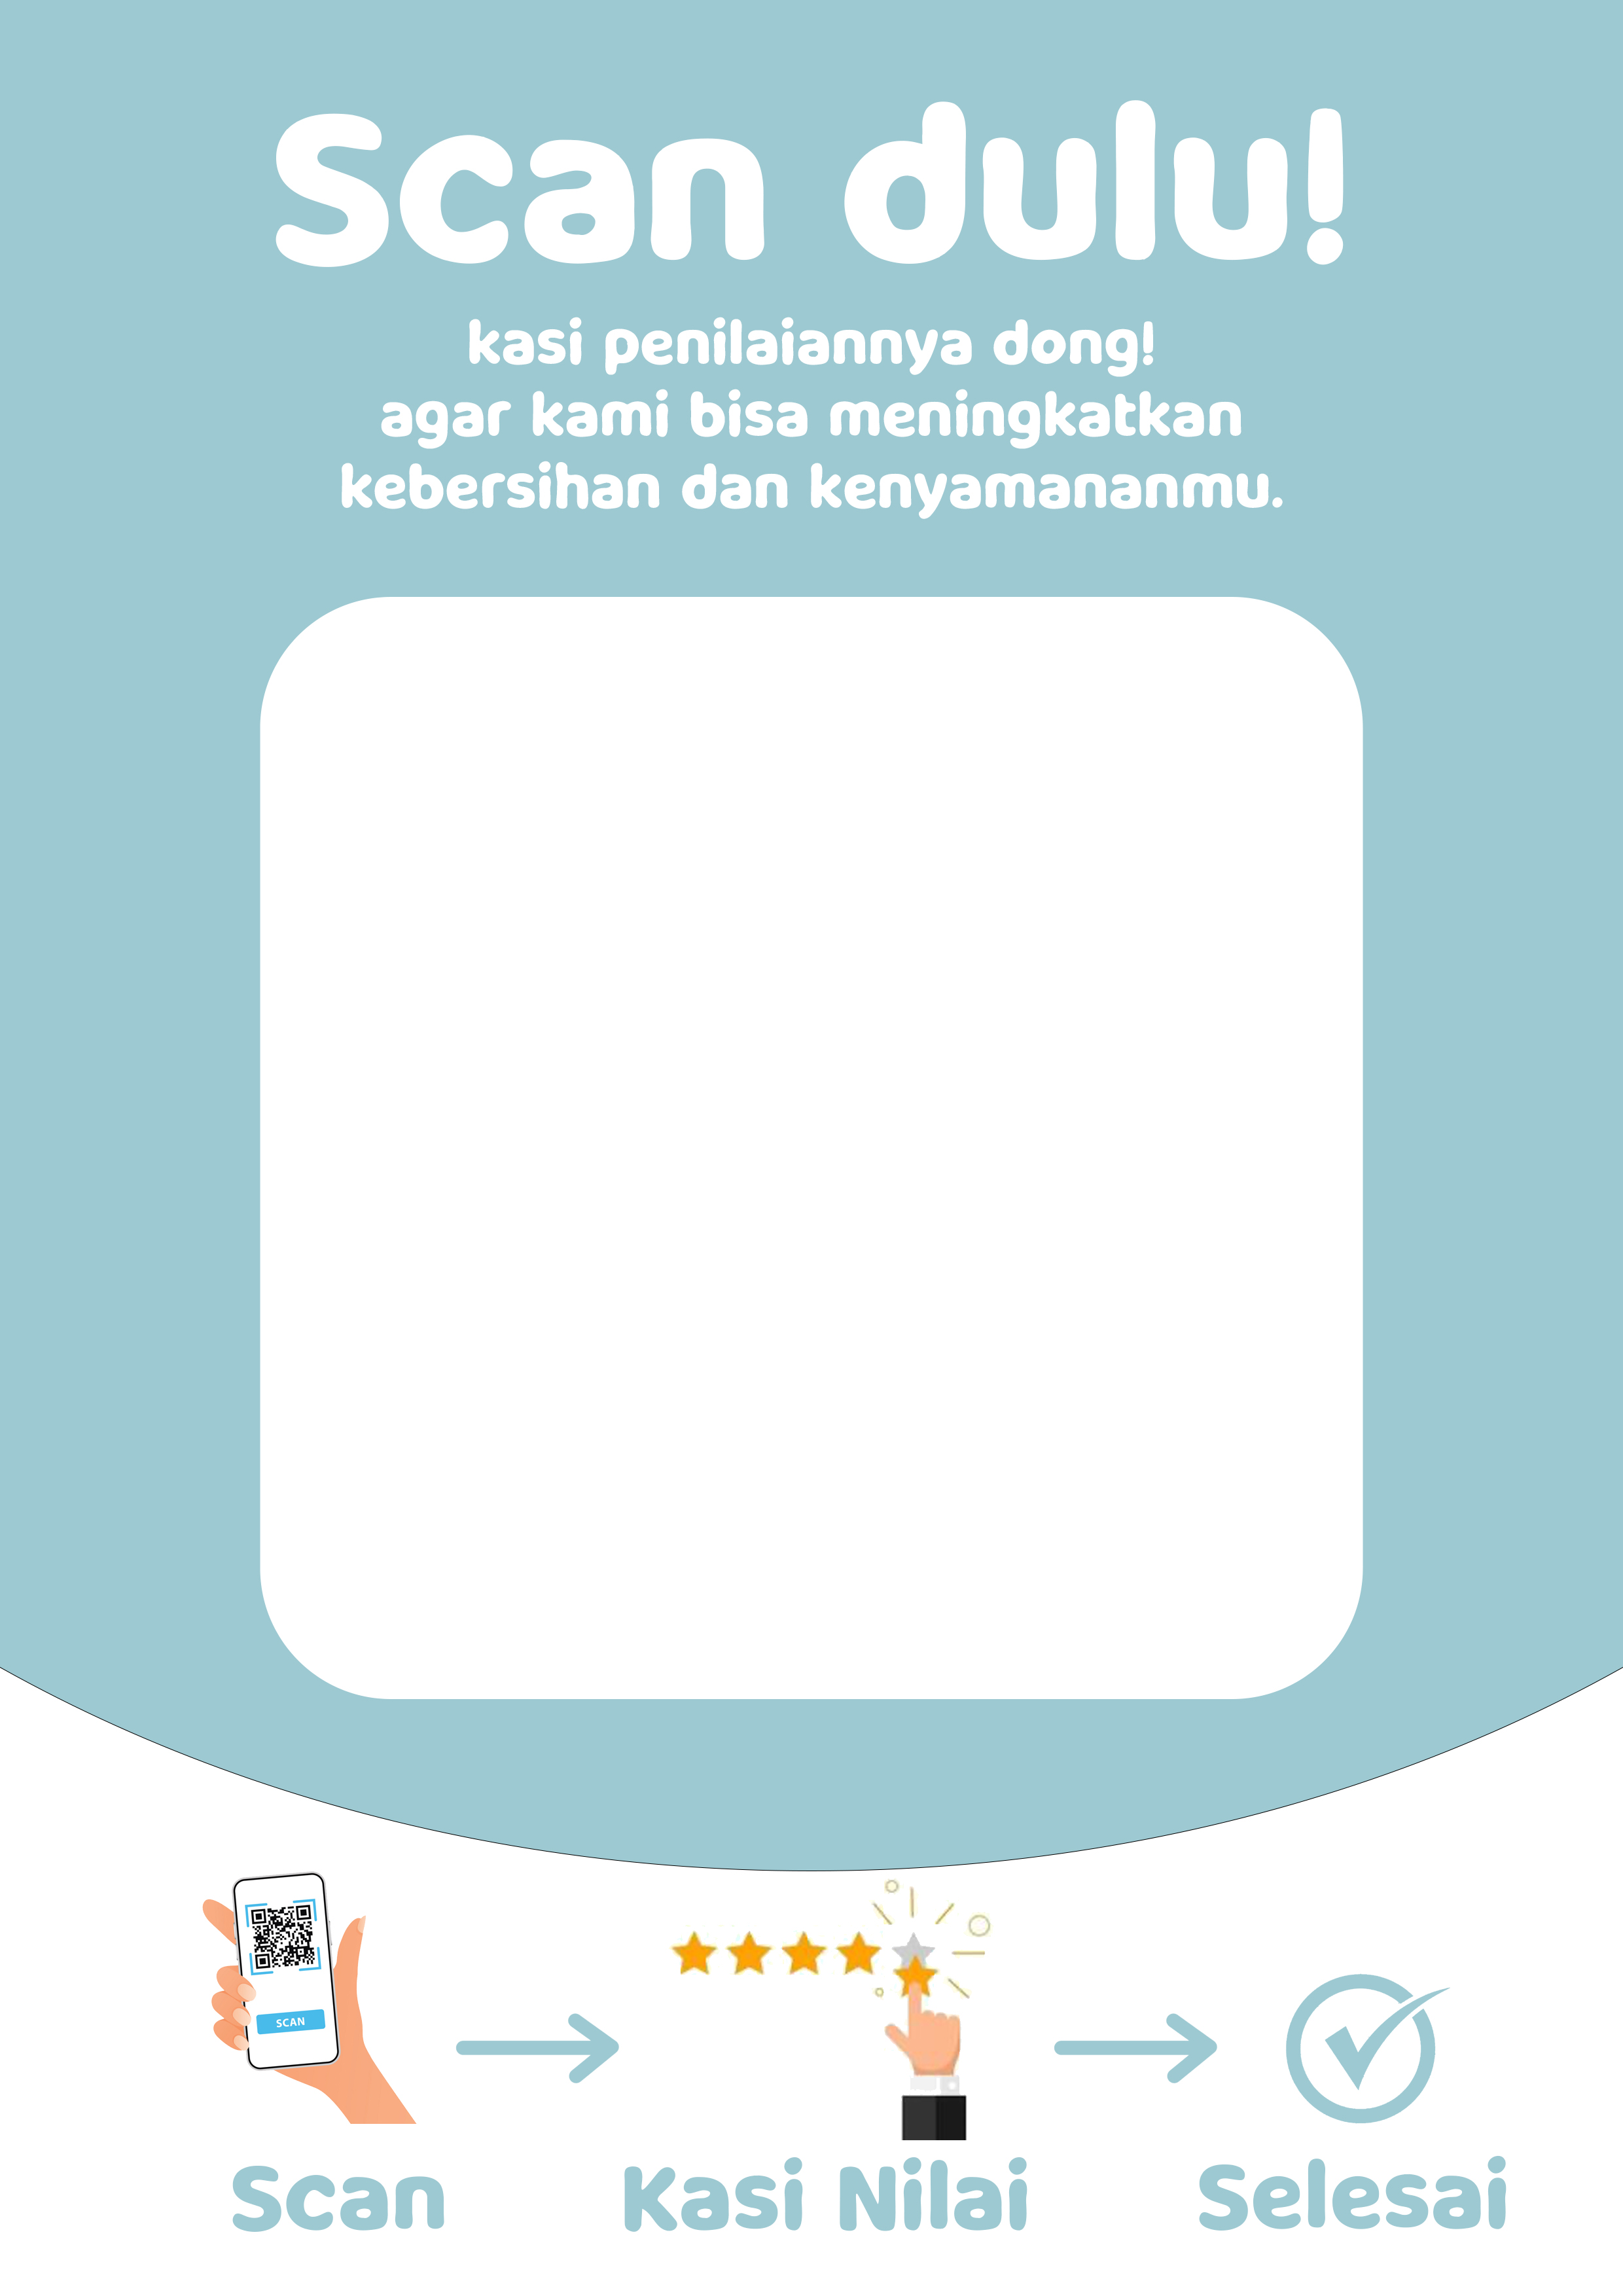 Scan dulu!
kasi penilaiannya dong!
agar kami bisa meningkatkan
kebersihan dan kenyamananmu.
SCAN
Scan
Kasi Nilai
Selesai